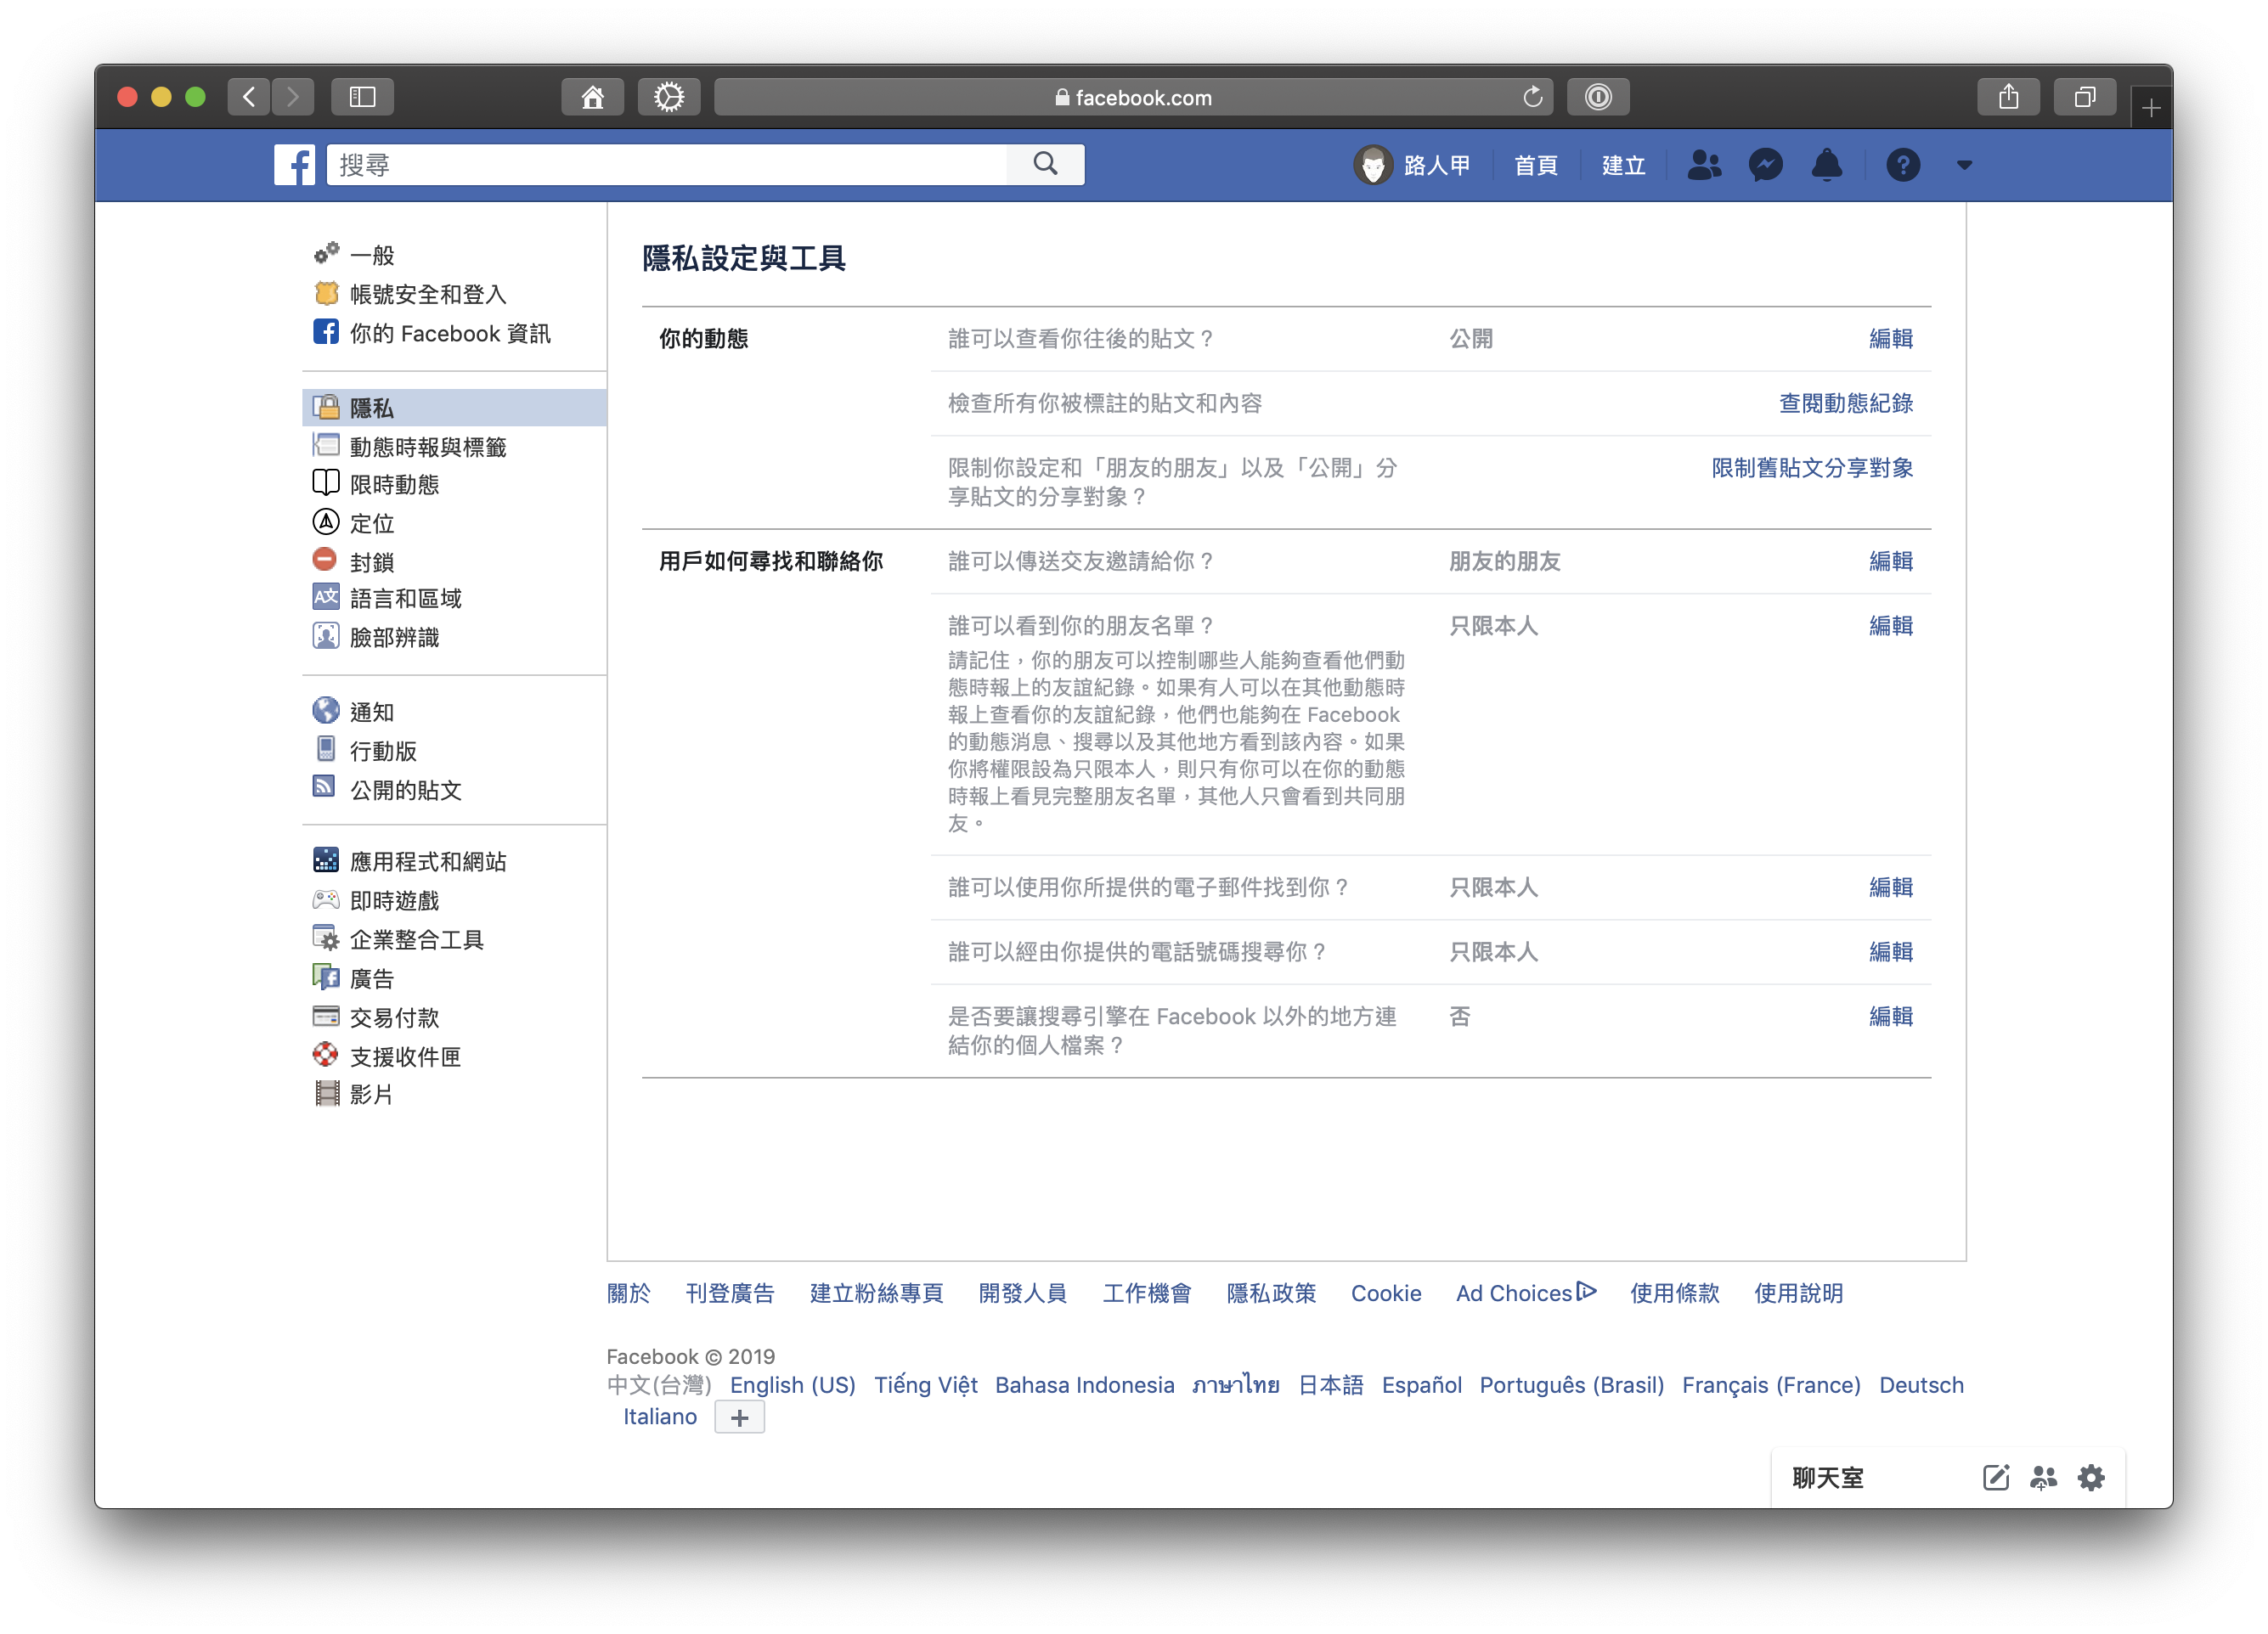 facebook.com
搜尋
路人甲
首頁
建立
一般
帳號安全和登入
你的 Facebook 資訊
隱私
動態時報與標籤
限時動態
定位
封鎖
語言和區域
臉部辨識
通知
行動版
公開的貼文
應用程式和網站
即時遊戲
企業整合工具
廣告
交易付款
支援收件匣
影片
隱私設定與工具
你的動態
誰可以查看你往後的貼文？
公開
編輯
檢查所有你被標註的貼文和內容
查閱動態紀錄
限制你設定和「朋友的朋友」以及「公開」分
享貼文的分享對象？
限制舊貼文分享對象
用戶如何尋找和聯絡你
誰可以傳送交友邀請給你？
朋友的朋友
編輯
誰可以看到你的朋友名單？
只限本人
編輯
請記住，你的朋友可以控制哪些人能夠查看他們動
態時報上的友誼紀錄。如果有人可以在其他動態時
報上查看你的友誼紀錄，他們也能夠在 Facebook
的動態消息、搜尋以及其他地方看到該內容。如果
你將權限設為只限本人，則只有你可以在你的動態
時報上看見完整朋友名單，其他人只會看到共同朋
友。
誰可以使用你所提供的電子郵件找到你？
只限本人
編輯
誰可以經由你提供的電話號碼搜尋你？
只限本人
編輯
是否要讓搜尋引擎在 Facebook 以外的地方連
結你的個人檔案？
否
編輯
關於 刊登廣告 建立粉絲專頁 開發人員 工作機會 隱私政策 Cookie Ad Choices 使用條款 使用說明
Facebook © 2019
中文(台灣) English (US) Tiếng Việt Bahasa Indonesia ภาษาไทย 日本語 Español Português (Brasil) Français (France) Deutsch
Italiano
聊天室